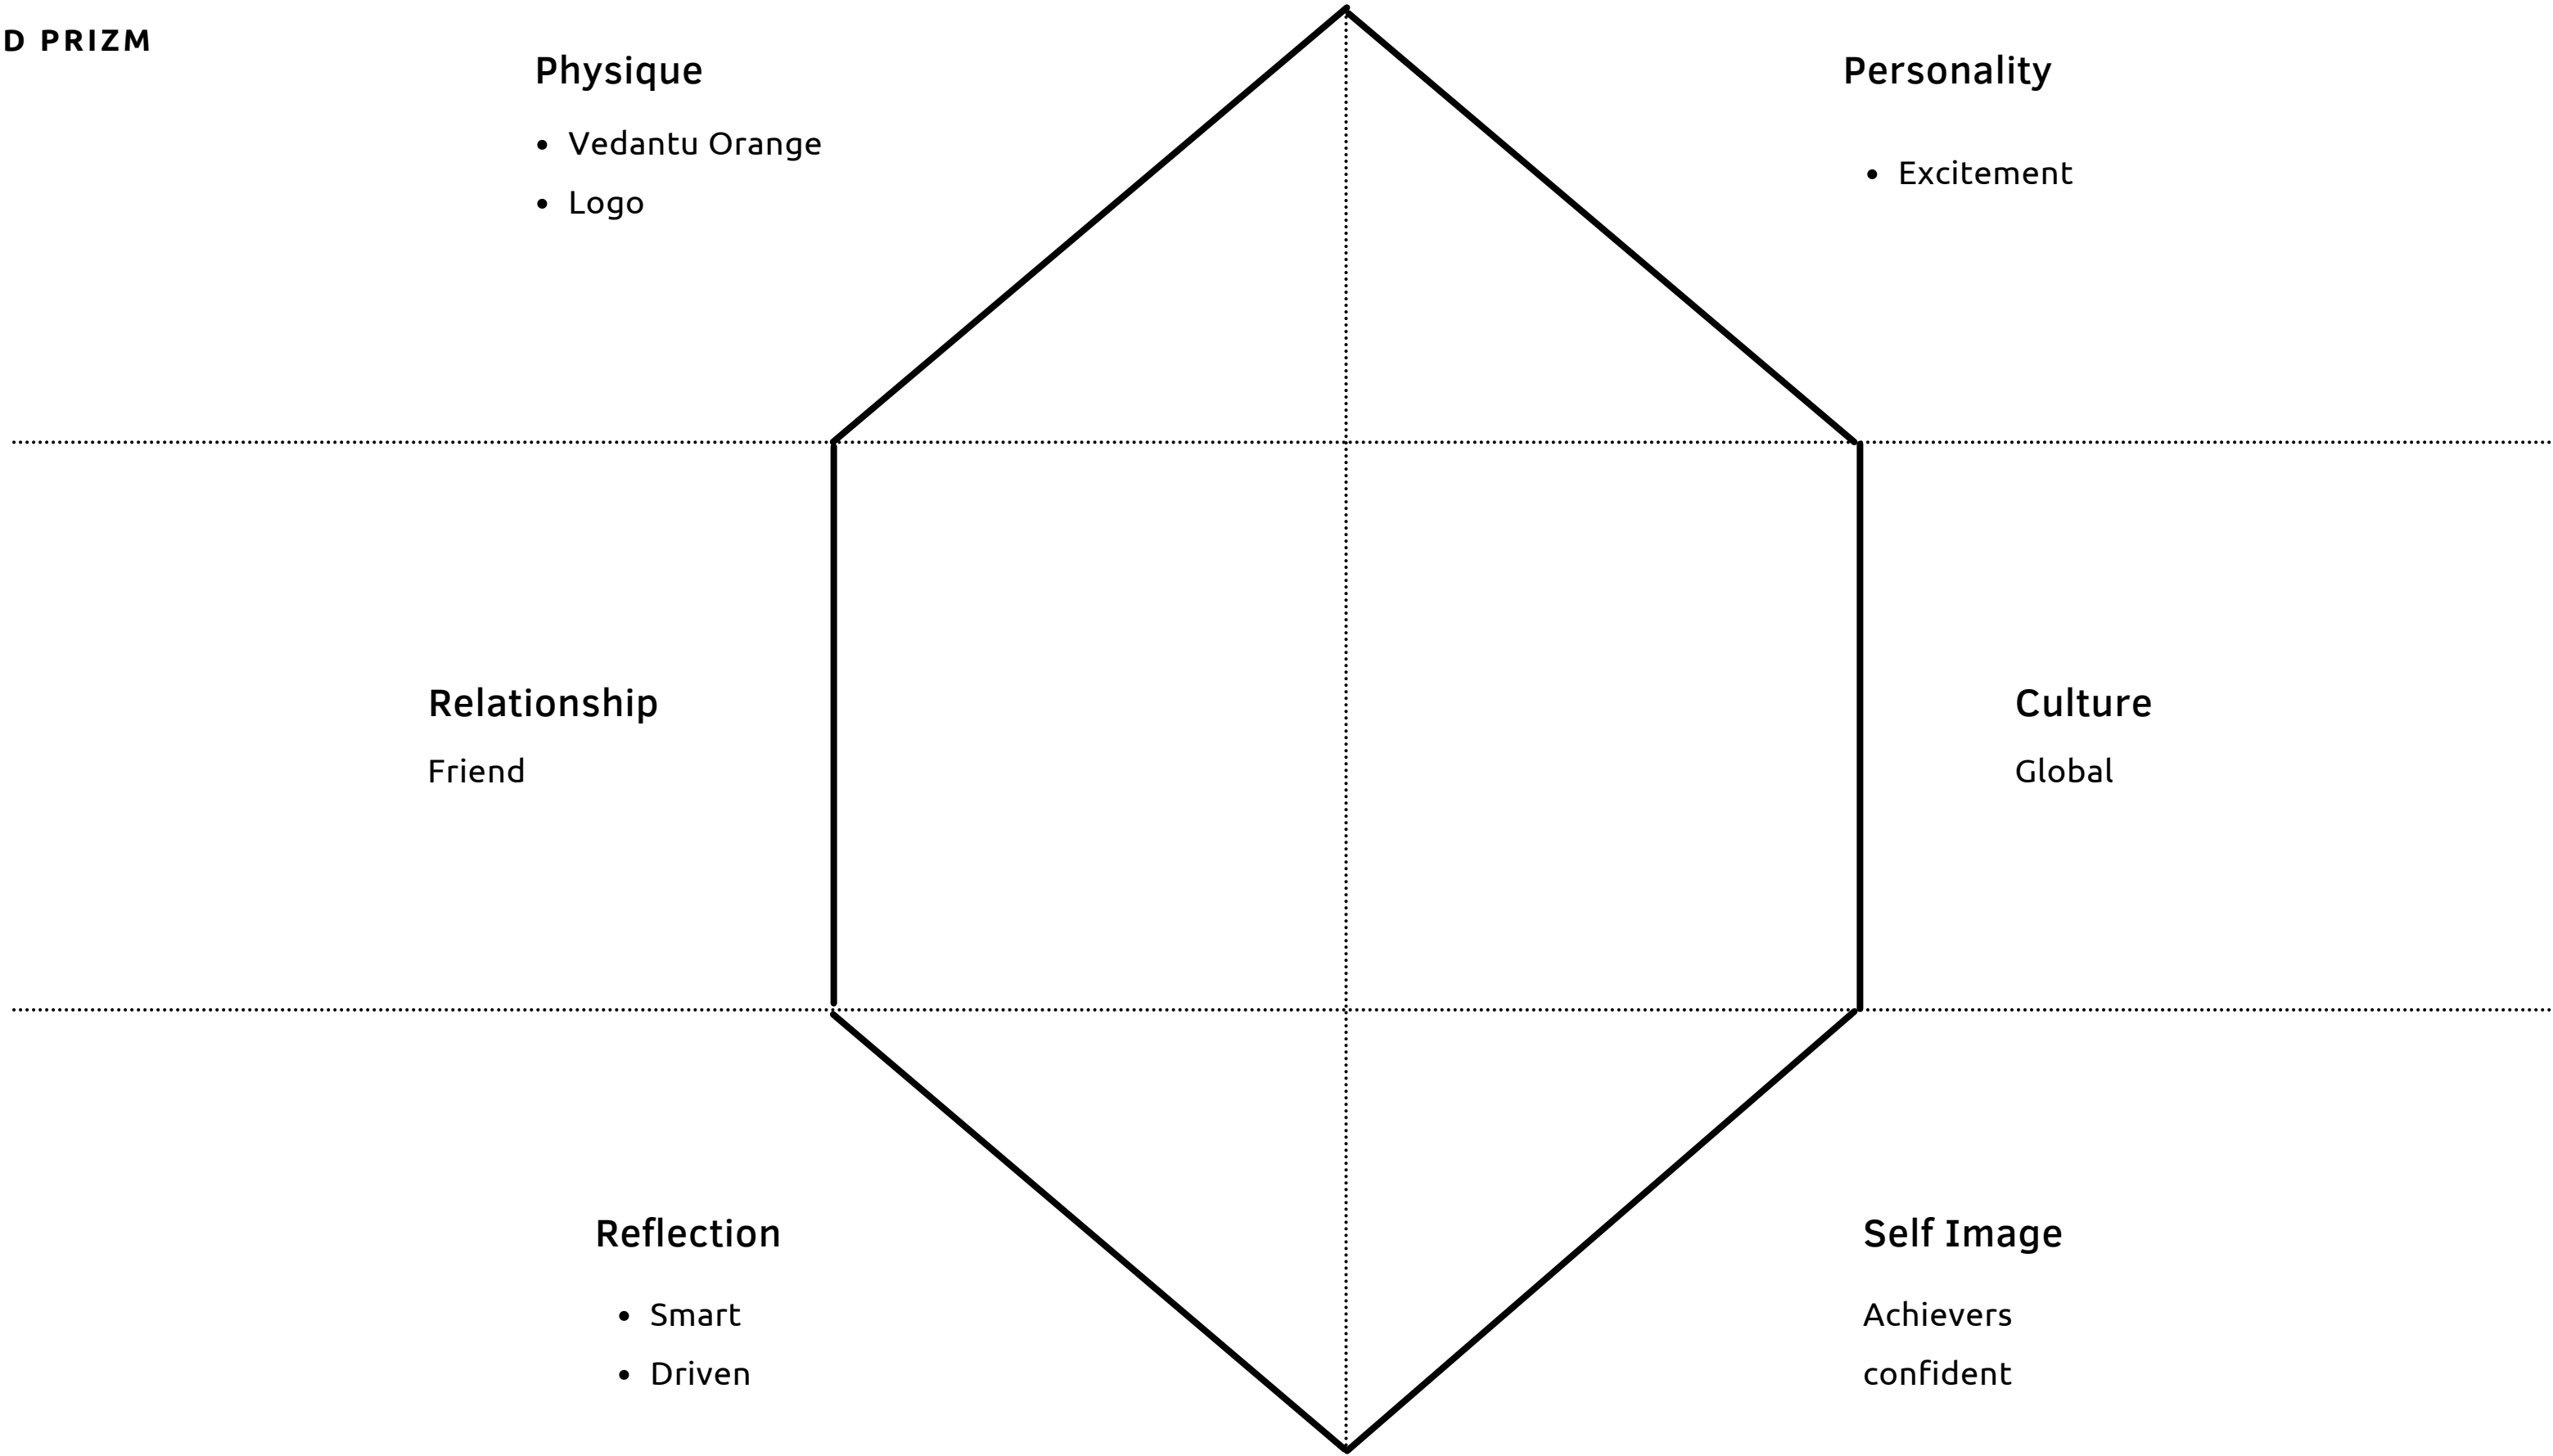 D PRIZM
Physique
• Vedantu Orange
• Logo
Personality
• Excitement
Relationship
Friend
Culture
Global
Reflection
• Smart
• Driven
Self Image
Achievers
confident